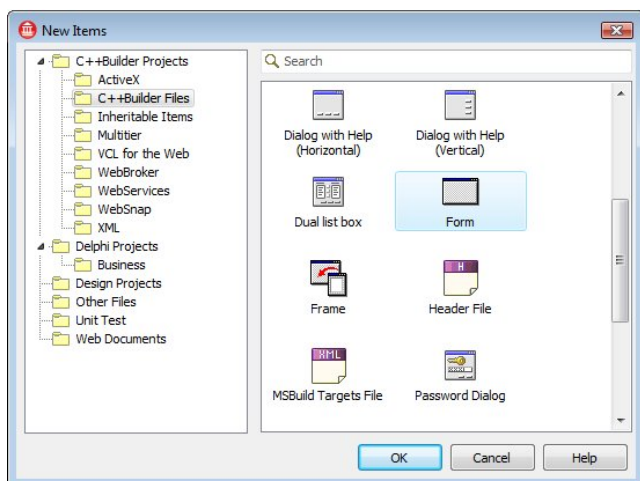 New Items
C++Builder Projects
ActiveX
C++Builder Files
Inheritable Items
Multitier
VCL for the Web
WebBroker
WebServices
WebSnap
XML
Delphi Projects
Business
Design Projects
Other Files
Unit Test
Web Documents
Search
Dialog with Help
(Horizontal)
Dialog with Help
(Vertical)
Dual list box
Form
Frame
H
Header File
XML
MSBuild Targets File
Password Dialog
OK
Cancel
Help